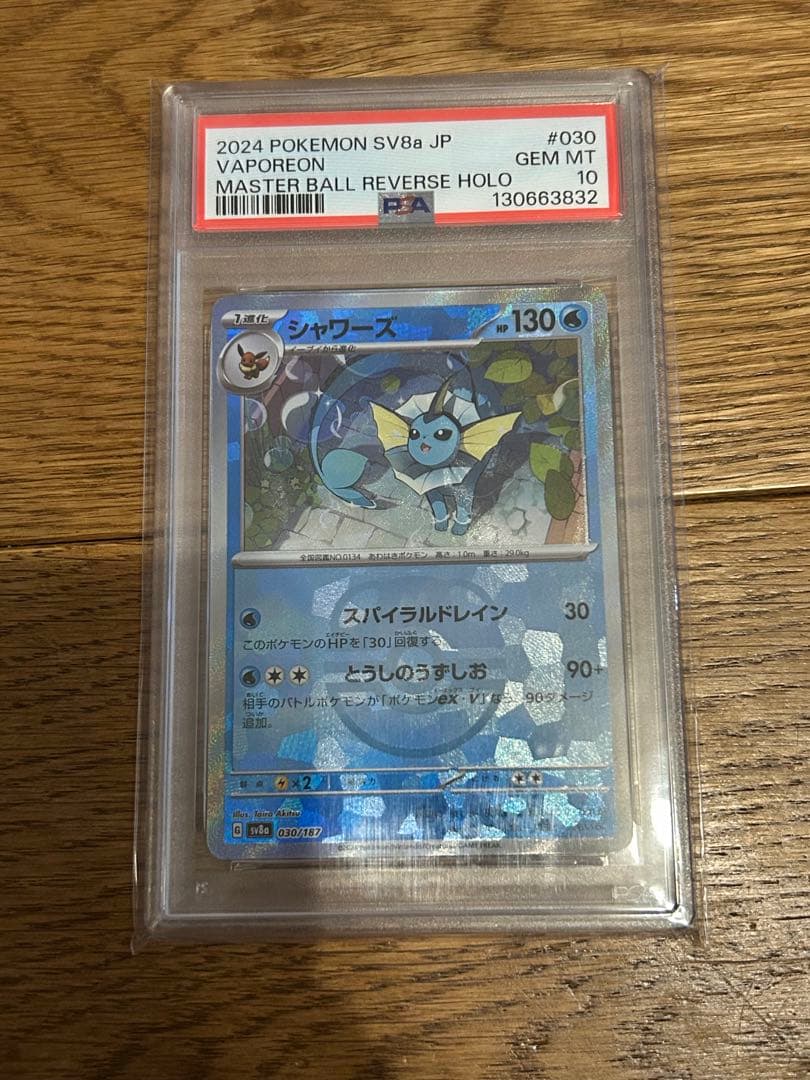 2024 POKEMON SV8a JP #030
VAPOREON GEM MT
MASTER BALL REVERSE HOLO 10
PSA 130663832
1進化 シャワーズ HP 130
イーブイから進化
全国図鑑NO.0134 あわはきポケモン 高さ:1.0m 重さ:29.0kg
スパイラルドレイン 30
このポケモンのHPを「30」回復する。
とうしのうずしお 90+
相手のバトルポケモンが「ポケモンex・V」なら、90ダメージ
追加。
×2
Illus. Taira Akitsu
G sv8a 030/187